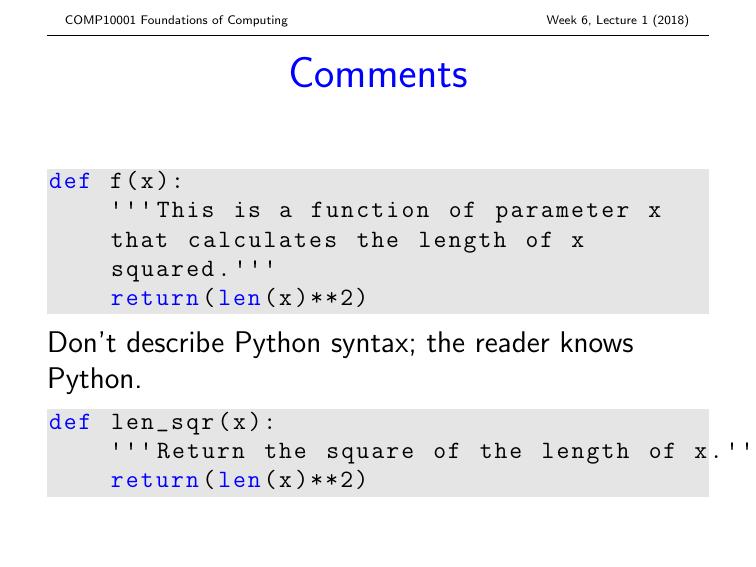 COMP10001 Foundations of Computing Week 6, Lecture 1 (2018)
Comments
def f(x):
    '''This is a function of parameter x
    that calculates the length of x
    squared.'''
    return(len(x)**2)
Don't describe Python syntax; the reader knows
Python.
def len_sqr(x):
    '''Return the square of the length of x.''
    return(len(x)**2)